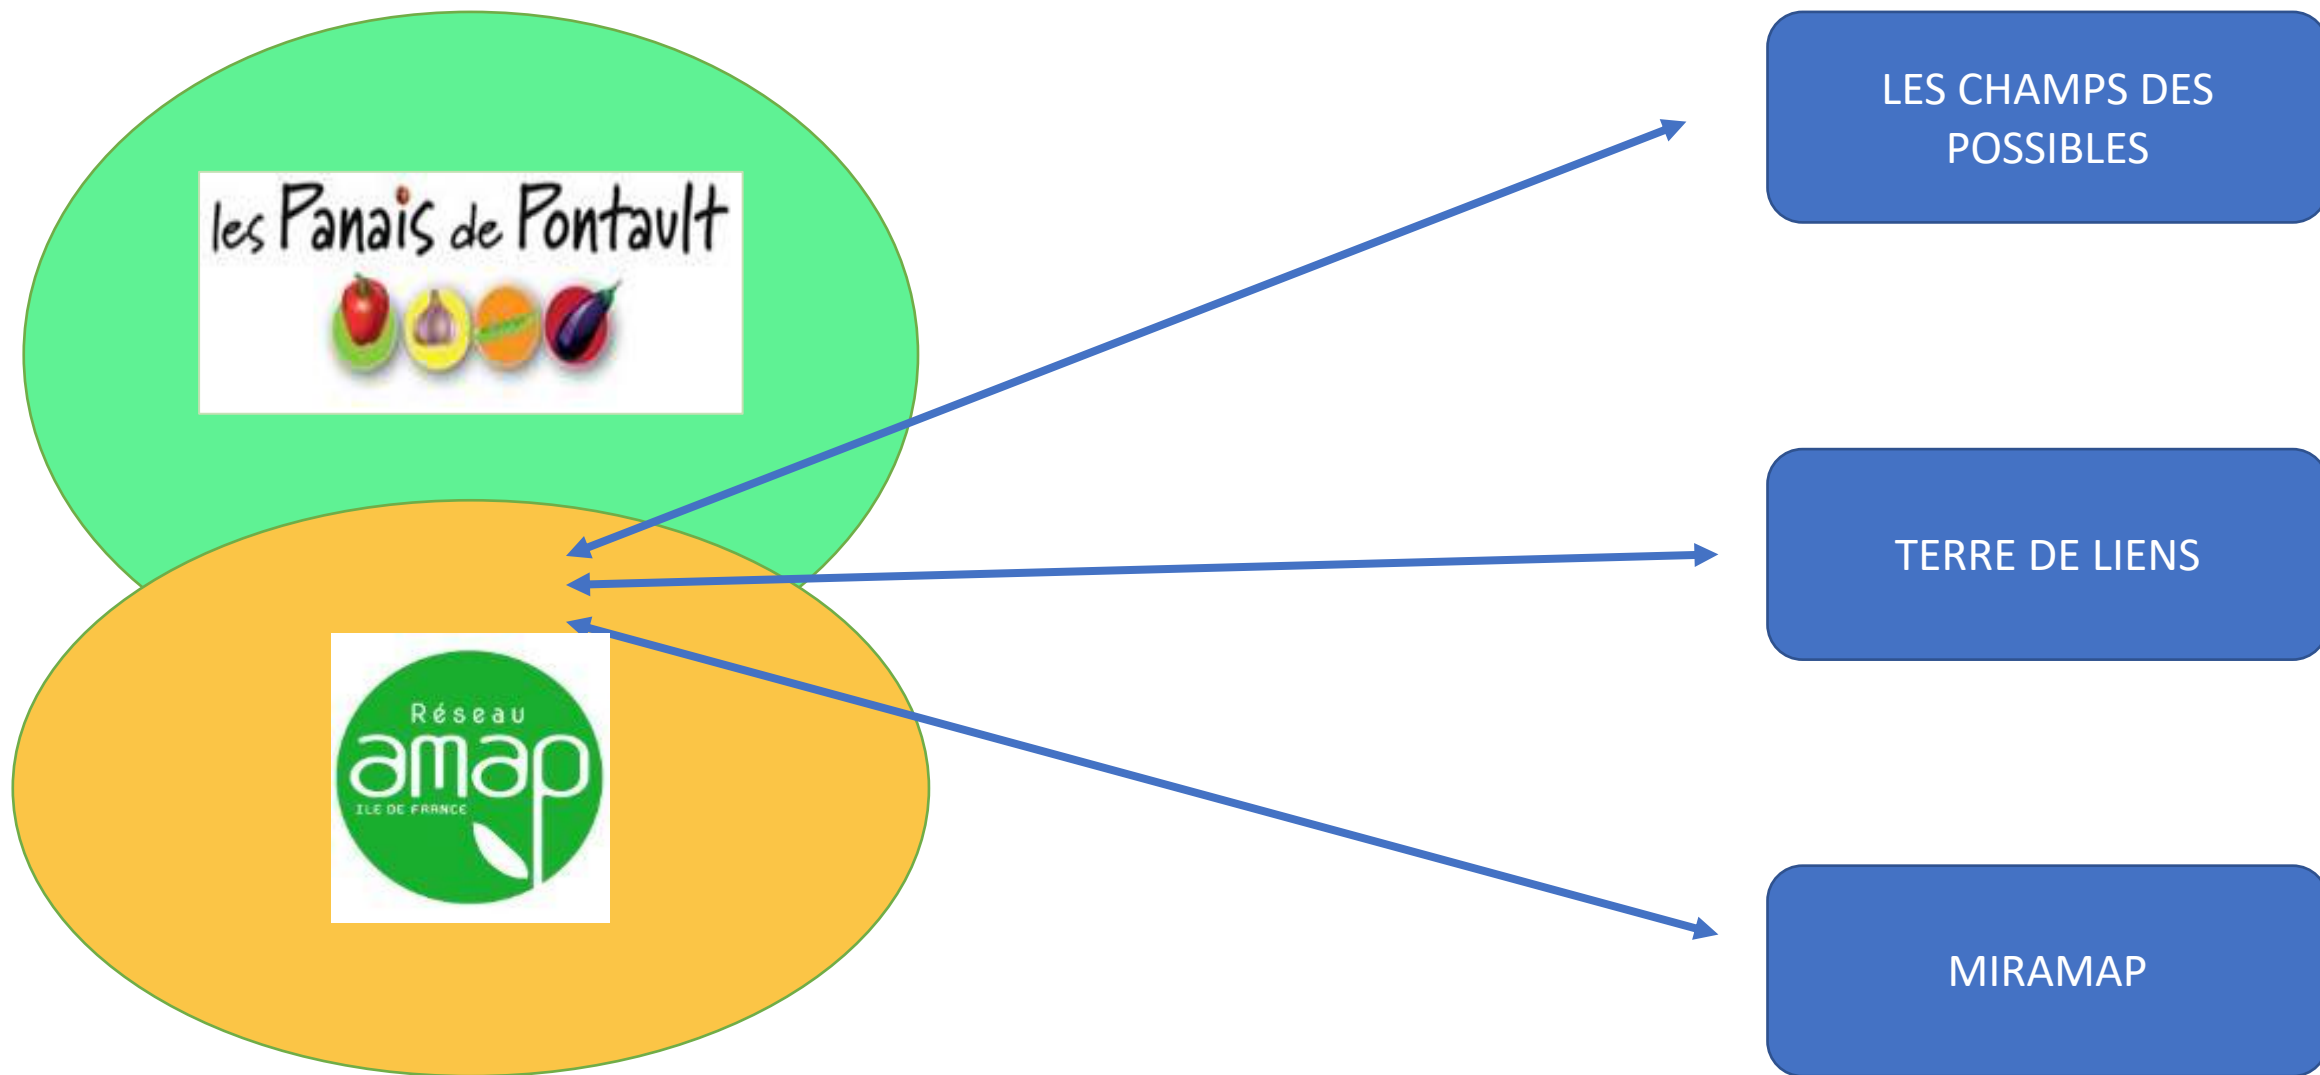 les Panais de Pontault
Réseau
amap
ILE DE FRANCE
LES CHAMPS DES
POSSIBLES
TERRE DE LIENS
MIRAMAP